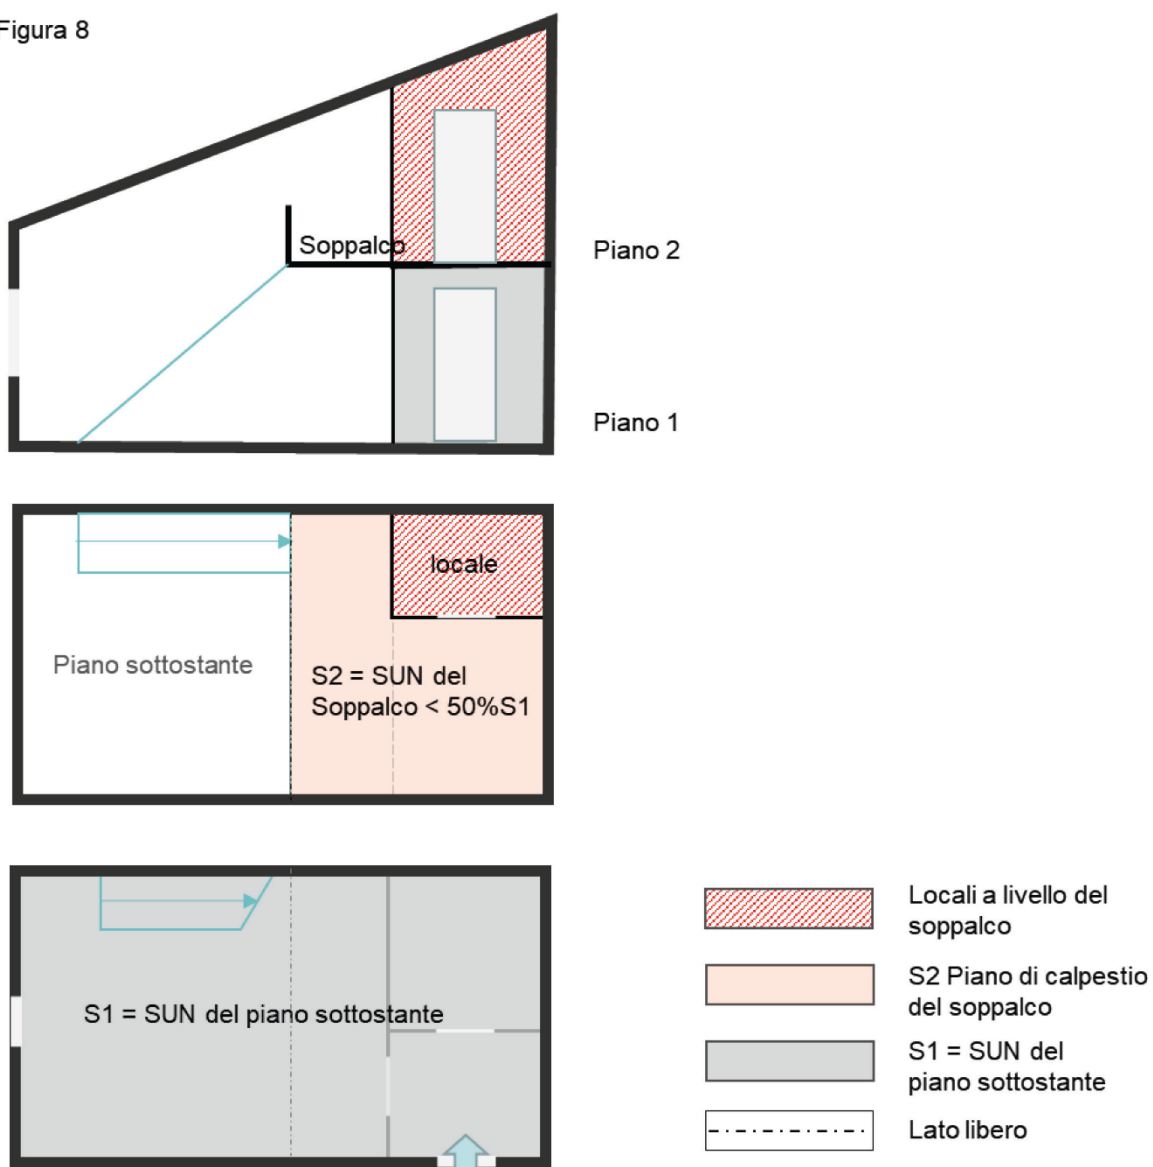 Figura 8
Soppalco
Piano 2
Piano 1
locale
Piano sottostante
S2 = SUN del
Soppalco < 50%S1
S1 = SUN del piano sottostante
Locali a livello del
soppalco
S2 Piano di calpestio
del soppalco
S1 = SUN del
piano sottostante
Lato libero